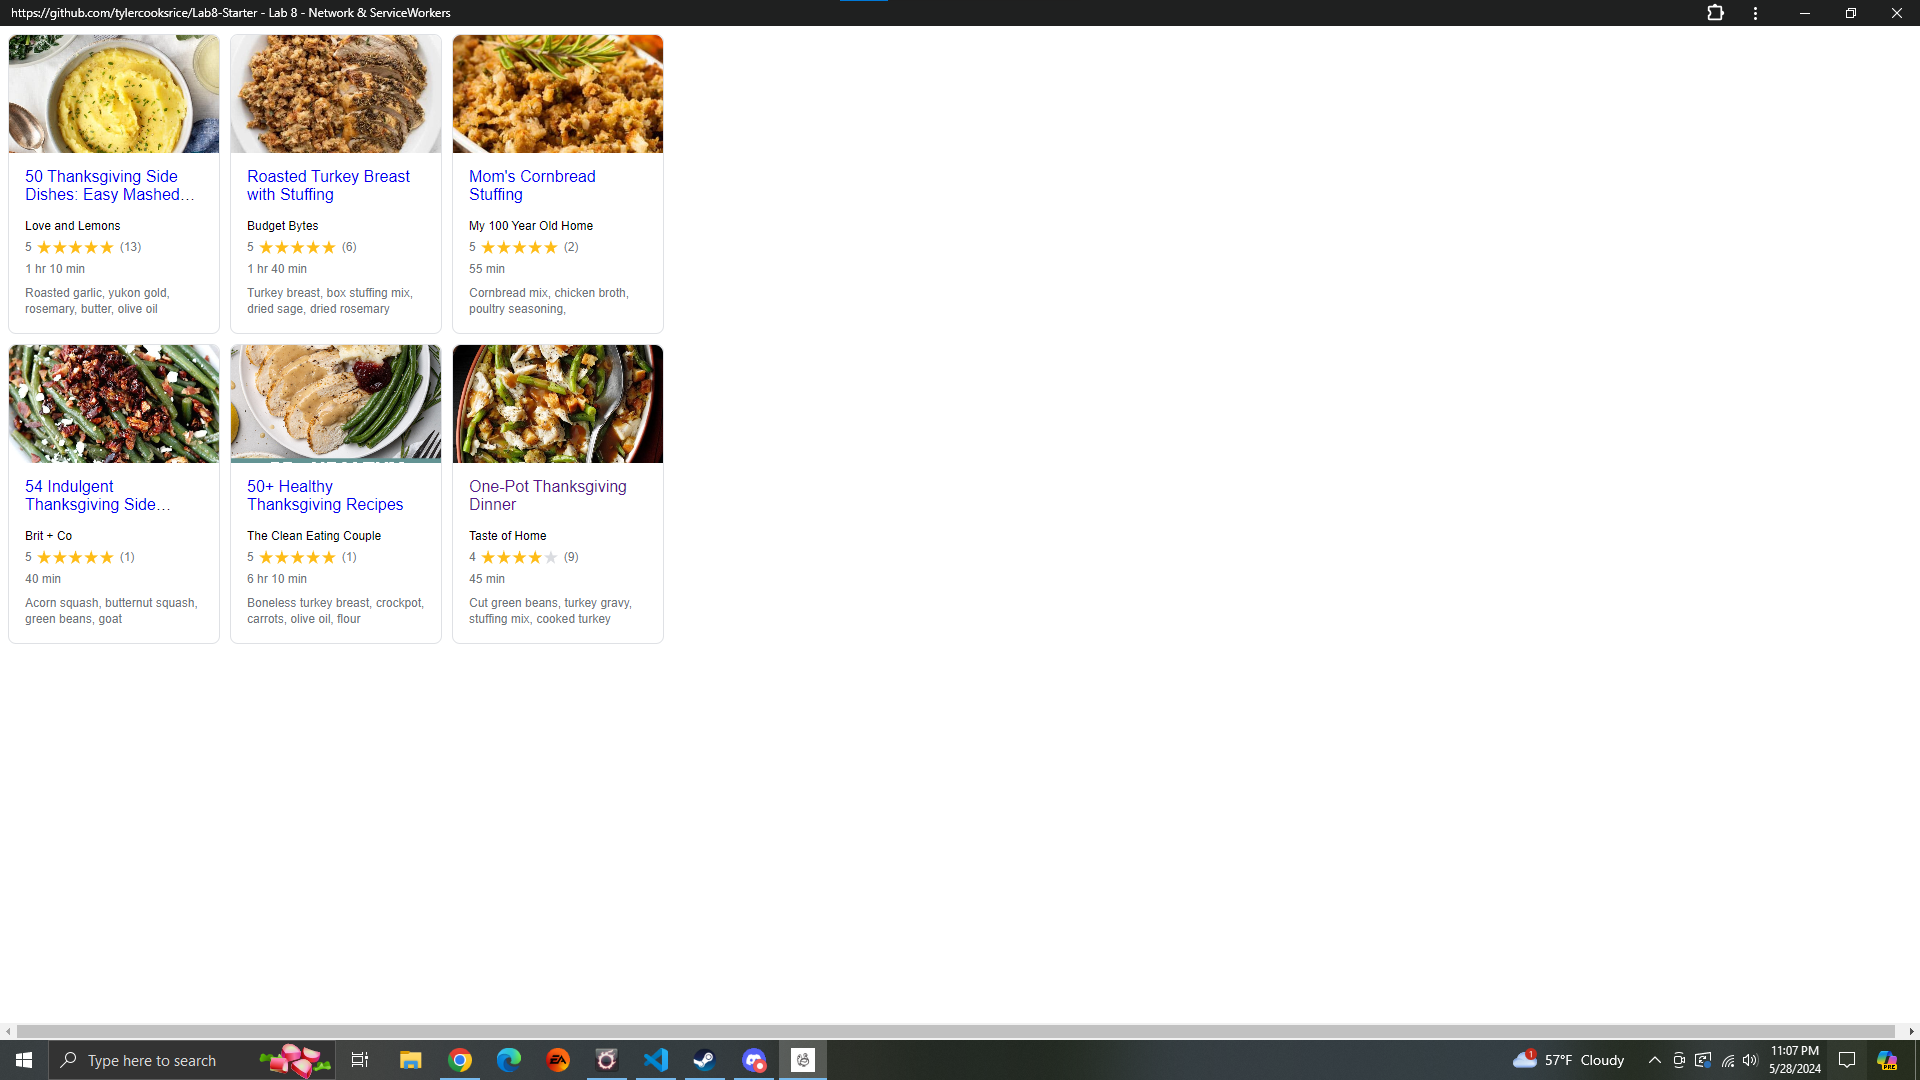 https://github.com/tylercooksrice/Lab8-Starter - Lab 8 - Network & ServiceWorkers
50 Thanksgiving Side
Dishes: Easy Mashed…
Love and Lemons
5 (13)
1 hr 10 min
Roasted garlic, yukon gold,
rosemary, butter, olive oil
Roasted Turkey Breast
with Stuffing
Budget Bytes
5 (6)
1 hr 40 min
Turkey breast, box stuffing mix,
dried sage, dried rosemary
Mom's Cornbread
Stuffing
My 100 Year Old Home
5 (2)
55 min
Cornbread mix, chicken broth,
poultry seasoning,
54 Indulgent
Thanksgiving Side…
Brit + Co
5 (1)
40 min
Acorn squash, butternut squash,
green beans, goat
50+ Healthy
Thanksgiving Recipes
The Clean Eating Couple
5 (1)
6 hr 10 min
Boneless turkey breast, crockpot,
carrots, olive oil, flour
One-Pot Thanksgiving
Dinner
Taste of Home
4 (9)
45 min
Cut green beans, turkey gravy,
stuffing mix, cooked turkey
Type here to search
EA
1
57°F Cloudy
11:07 PM
5/28/2024
PRE